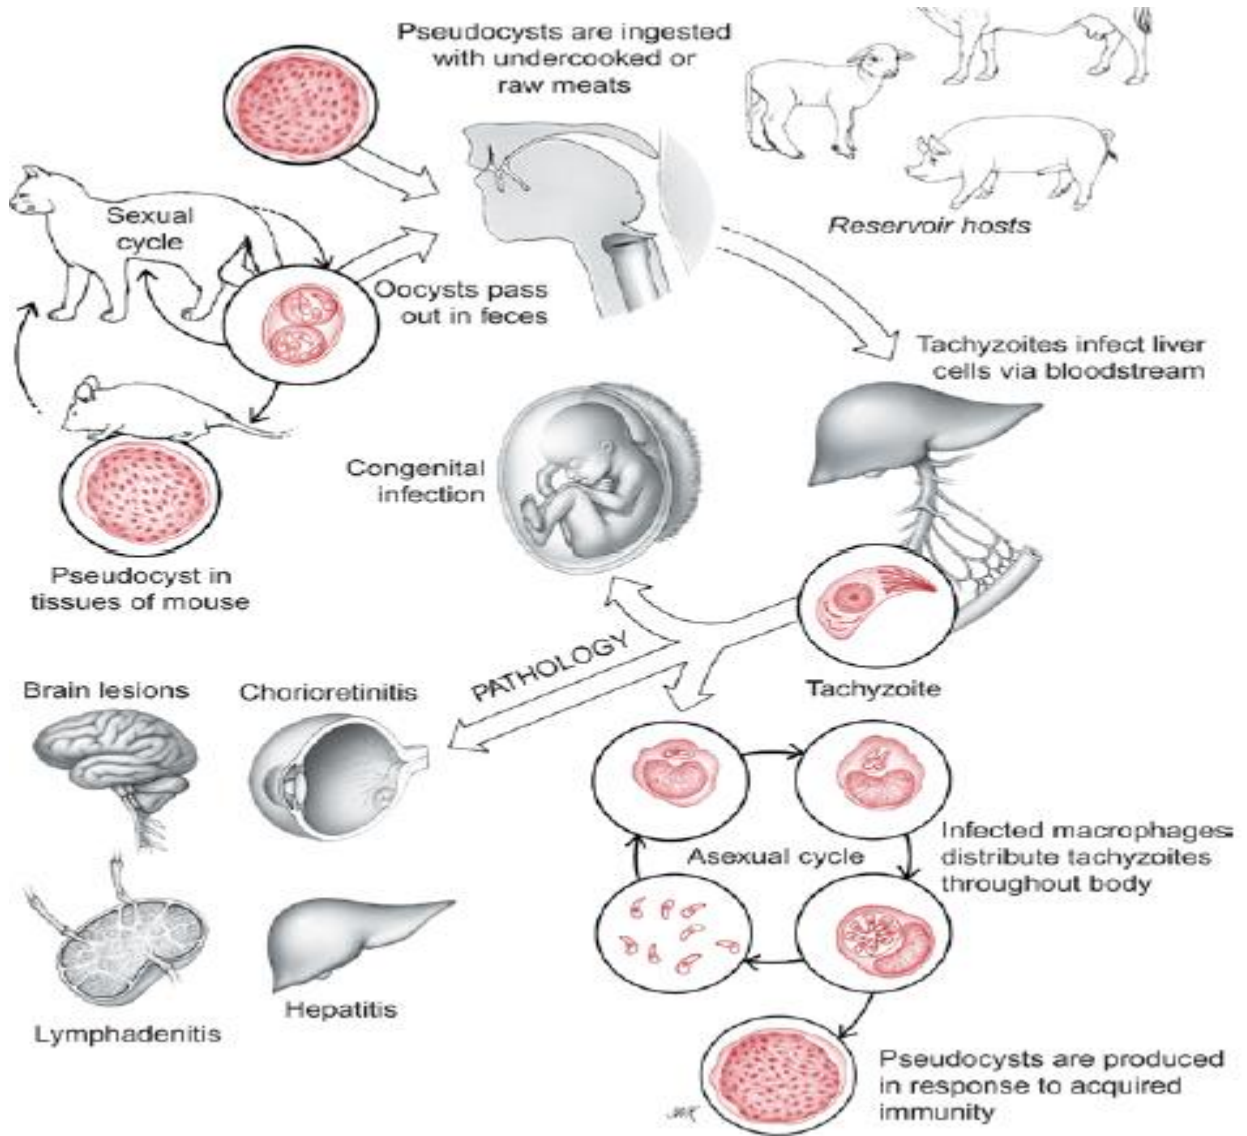 Pseudocysts are ingested
with undercooked or
raw meats
Sexual
cycle
Reservoir hosts
Oocysts pass
out in feces
Tachyzoites infect liver
cells via bloodstream
Congenital
infection
Pseudocyst in
tissues of mouse
PATHOLOGY
Tachyzoite
Brain lesions
Chorioretinitis
Asexual cycle
Infected macrophages
distribute tachyzoites
throughout body
Hepatitis
Lymphadenitis
Pseudocysts are produced
in response to acquired
immunity